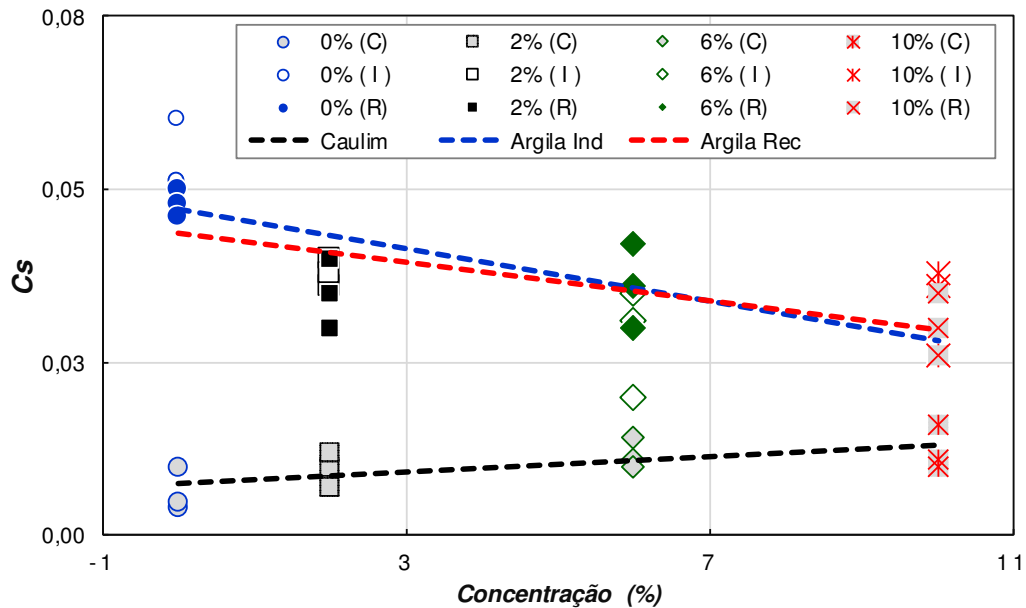 0,08
0% (C) 2% (C) 6% (C) 10% (C)
0% ( I ) 2% ( I ) 6% ( I ) 10% ( I )
0% (R) 2% (R) 6% (R) 10% (R)
Caulim Argila Ind Argila Rec
0,05
Cs
0,03
0,00
-1 3 7 11
Concentração (%)